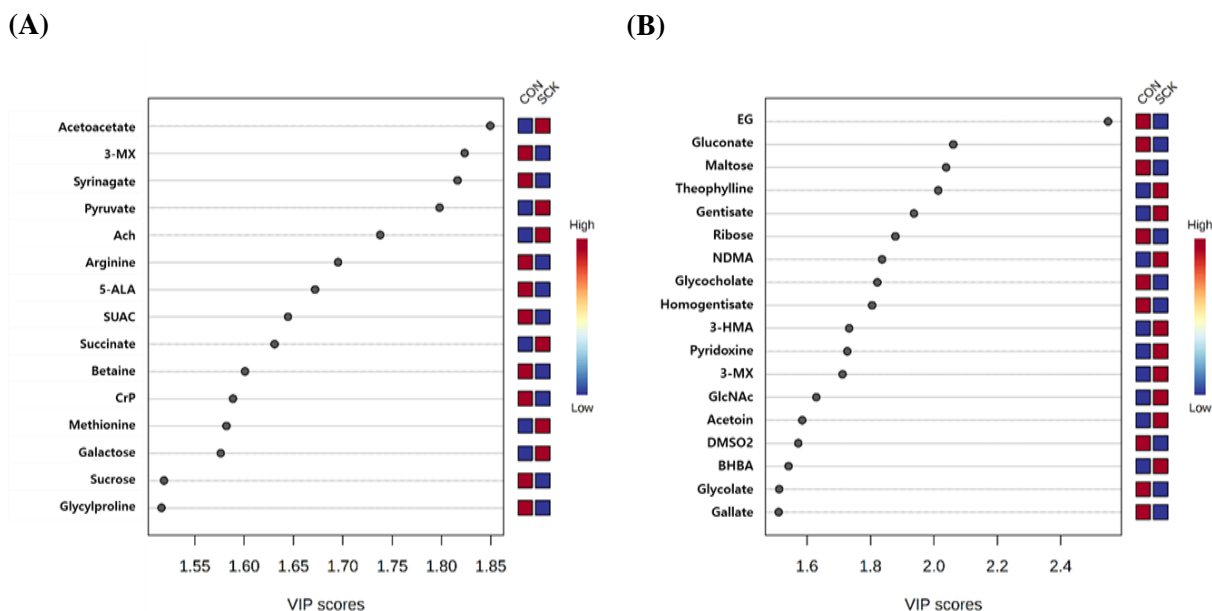 (A)
CON SCK
Acetoacetate
3-MX
Syrinagate
Pyruvate
Ach
Arginine
5-ALA
SUAC
Succinate
Betaine
CrP
Methionine
Galactose
Sucrose
Glycylproline
High
Low
1.55 1.60 1.65 1.70 1.75 1.80 1.85
VIP scores
(B)
CON SCK
EG
Gluconate
Maltose
Theophylline
Gentisate
Ribose
NDMA
Glycocholate
Homogentisate
3-HMA
Pyridoxine
3-MX
GlcNAc
Acetoin
DMSO2
BHBA
Glycolate
Gallate
High
Low
1.6 1.8 2.0 2.2 2.4
VIP scores